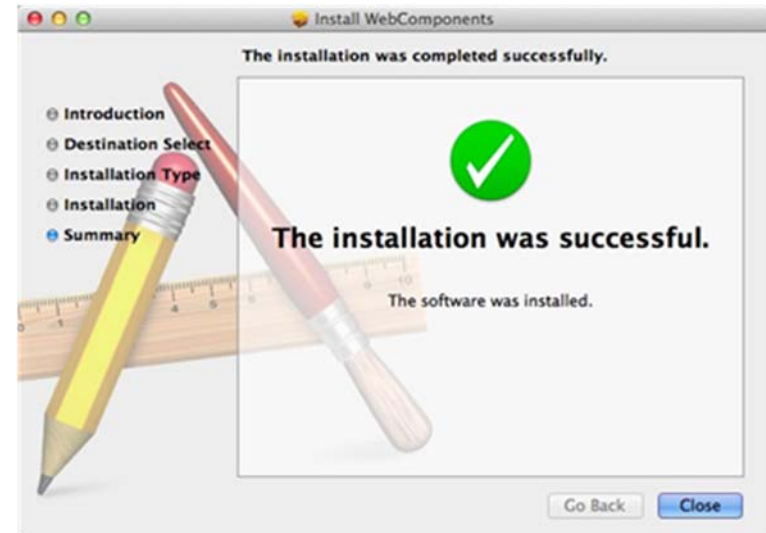 Install WebComponents
The installation was completed successfully.
Introduction
Destination Select
Installation Type
Installation
Summary
The installation was successful.
The software was installed.
Go Back
Close